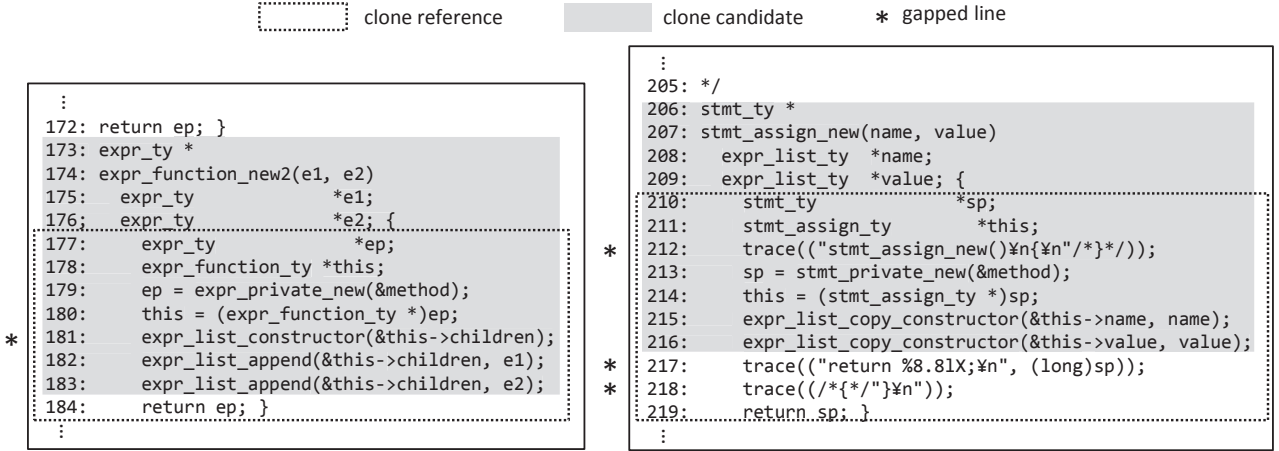 clone reference clone candidate * gapped line
⋮
172: return ep; }
173: expr_ty *
174: expr_function_new2(e1, e2)
175: expr_ty *e1;
176; expr_ty *e2; {
177: expr_ty *ep;
178: expr_function_ty *this;
179: ep = expr_private_new(&method);
180: this = (expr_function_ty *)ep;
* 181: expr_list_constructor(&this->children);
182: expr_list_append(&this->children, e1);
183: expr_list_append(&this->children, e2);
184: return ep; }
⋮
⋮
205: */
206: stmt_ty *
207: stmt_assign_new(name, value)
208: expr_list_ty *name;
209: expr_list_ty *value; {
210: stmt_ty *sp;
211: stmt_assign_ty *this;
* 212: trace(("stmt_assign_new()¥n{¥n"/*}*/));
213: sp = stmt_private_new(&method);
214: this = (stmt_assign_ty *)sp;
215: expr_list_copy_constructor(&this->name, name);
216: expr_list_copy_constructor(&this->value, value);
* 217: trace(("return %8.8lX;¥n", (long)sp));
* 218: trace((/*{*/"}¥n"));
219: return sp; }
⋮